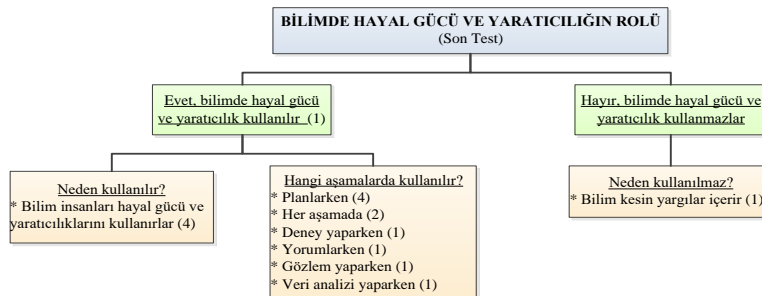 BİLİMDE HAYAL GÜCÜ VE YARATICILIĞIN ROLÜ
(Son Test)
Evet, bilimde hayal gücü
ve yaratıcılık kullanılır (1)
Hayır, bilimde hayal gücü ve
yaratıcılık kullanmazlar
Neden kullanılır?
* Bilim insanları hayal gücü ve
yaratıcılıklarını kullanırlar (4)
Hangi aşamalarda kullanılır?
* Planlarken (4)
* Her aşamada (2)
* Deney yaparken (1)
* Yorumlarken (1)
* Gözlem yaparken (1)
* Veri analizi yaparken (1)
Neden kullanılmaz?
* Bilim kesin yargılar içerir (1)